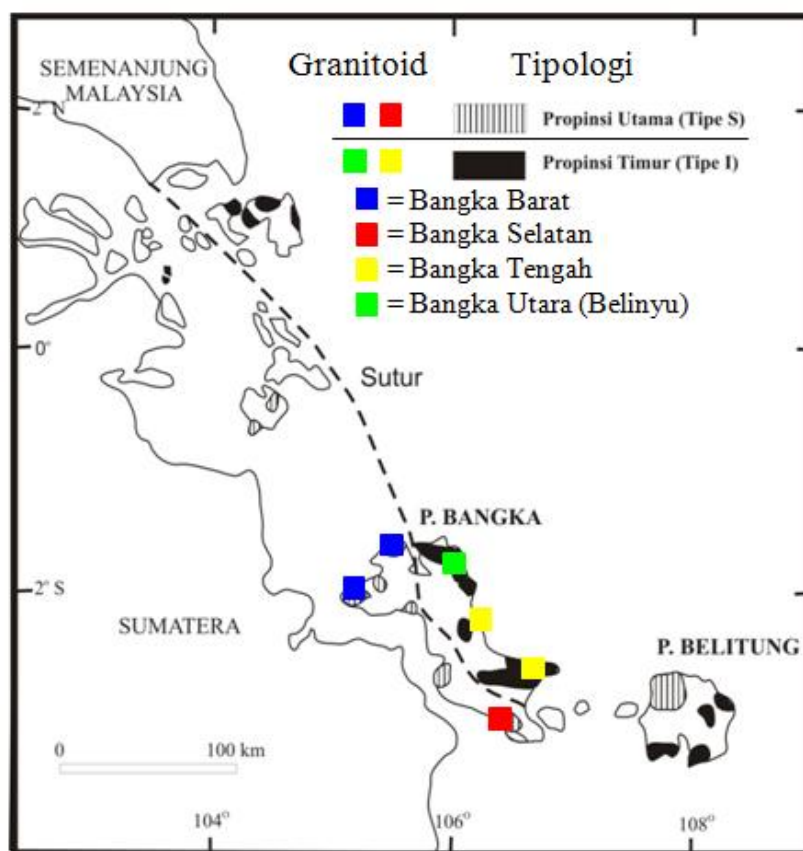 SEMENANJUNG
MALAYSIA
Granitoid Tipologi
Propinsi Utama (Tipe S)
Propinsi Timur (Tipe I)
= Bangka Barat
= Bangka Selatan
= Bangka Tengah
= Bangka Utara (Belinyu)
2° N
0°
Sutur
P. BANGKA
2° S
SUMATERA
P. BELITUNG
0 100 km
104° 106° 108°